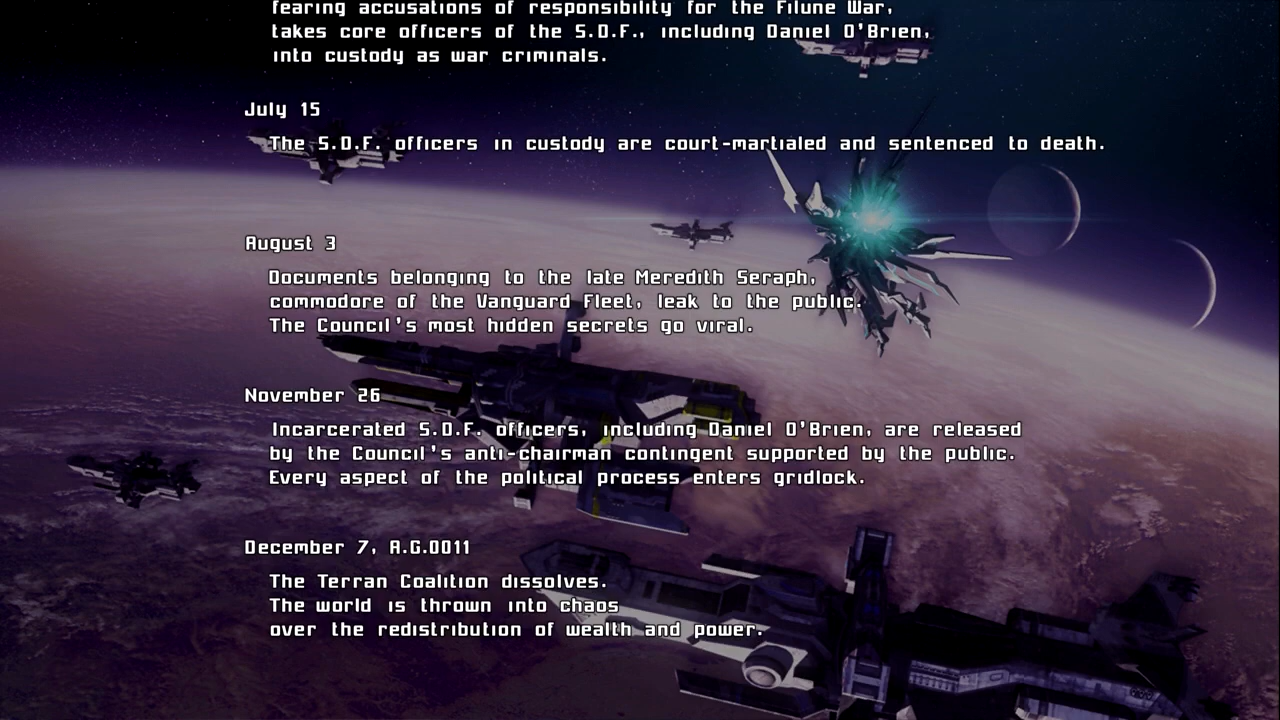 fearing accusations of responsibility for the Filune War,
takes core officers of the S.D.F., including Daniel O'Brien,
into custody as war criminals.
July 15
The S.D.F. officers in custody are court-martialed and sentenced to death.
August 3
Documents belonging to the late Meredith Seraph,
commodore of the Vanguard Fleet, leak to the public.
The Council's most hidden secrets go viral.
November 26
Incarcerated S.D.F. officers, including Daniel O'Brien, are released
by the Council's anti-chairman contingent supported by the public.
Every aspect of the political process enters gridlock.
December 7, A.G.0011
The Terran Coalition dissolves.
The world is thrown into chaos
over the redistribution of wealth and power.